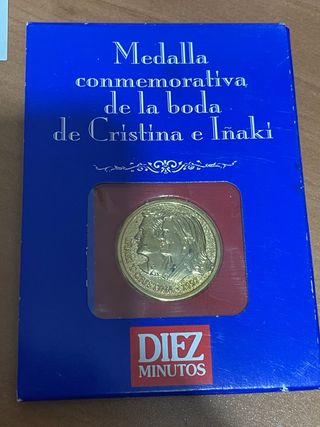 Medalla
conmemorativa
de la boda
de Cristina e Iñaki
DIEZ
MINUTOS